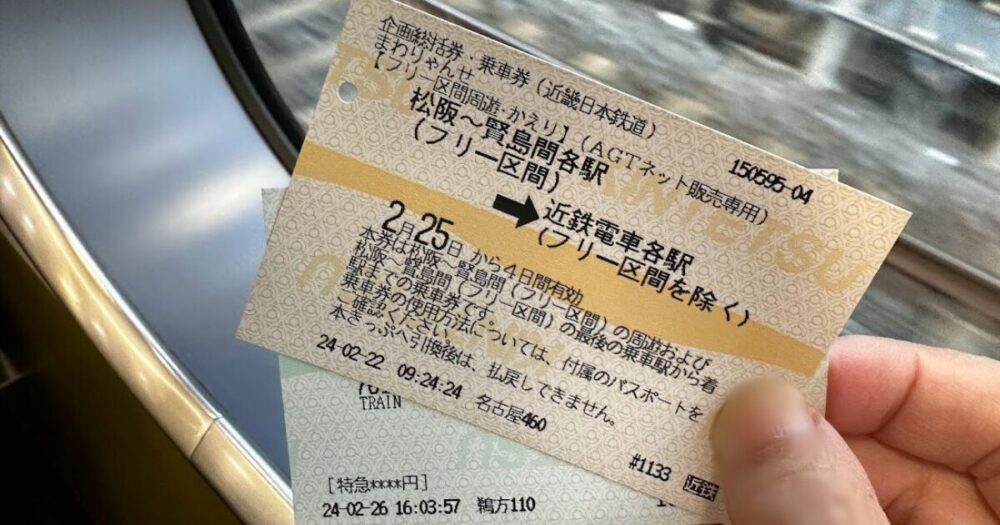 企画総括券・乗車券(近畿日本鉄道)
まわりゃんせ
【フリー区間周遊・かえり】(AGTネット販売専用)
150595-04
松阪～賢島間各駅
(フリー区間)
➡近鉄電車各駅
(フリー区間を除く)
2月25日 から4日間有効
本券は松阪～賢島間(フリー区間)の周遊および
松阪～賢島間(フリー区間)の最後の乗車駅から着
駅までの乗車券です。
乗車券の使用方法については、付属のパスポートを
ご確認ください。
本きっぷへ引換後は、払戻しできません。
24-02-22 09:24:24 名古屋460
#1133 近鉄
TRAIN
[特急****円]
24-02-26 16:03:57 鵜方110